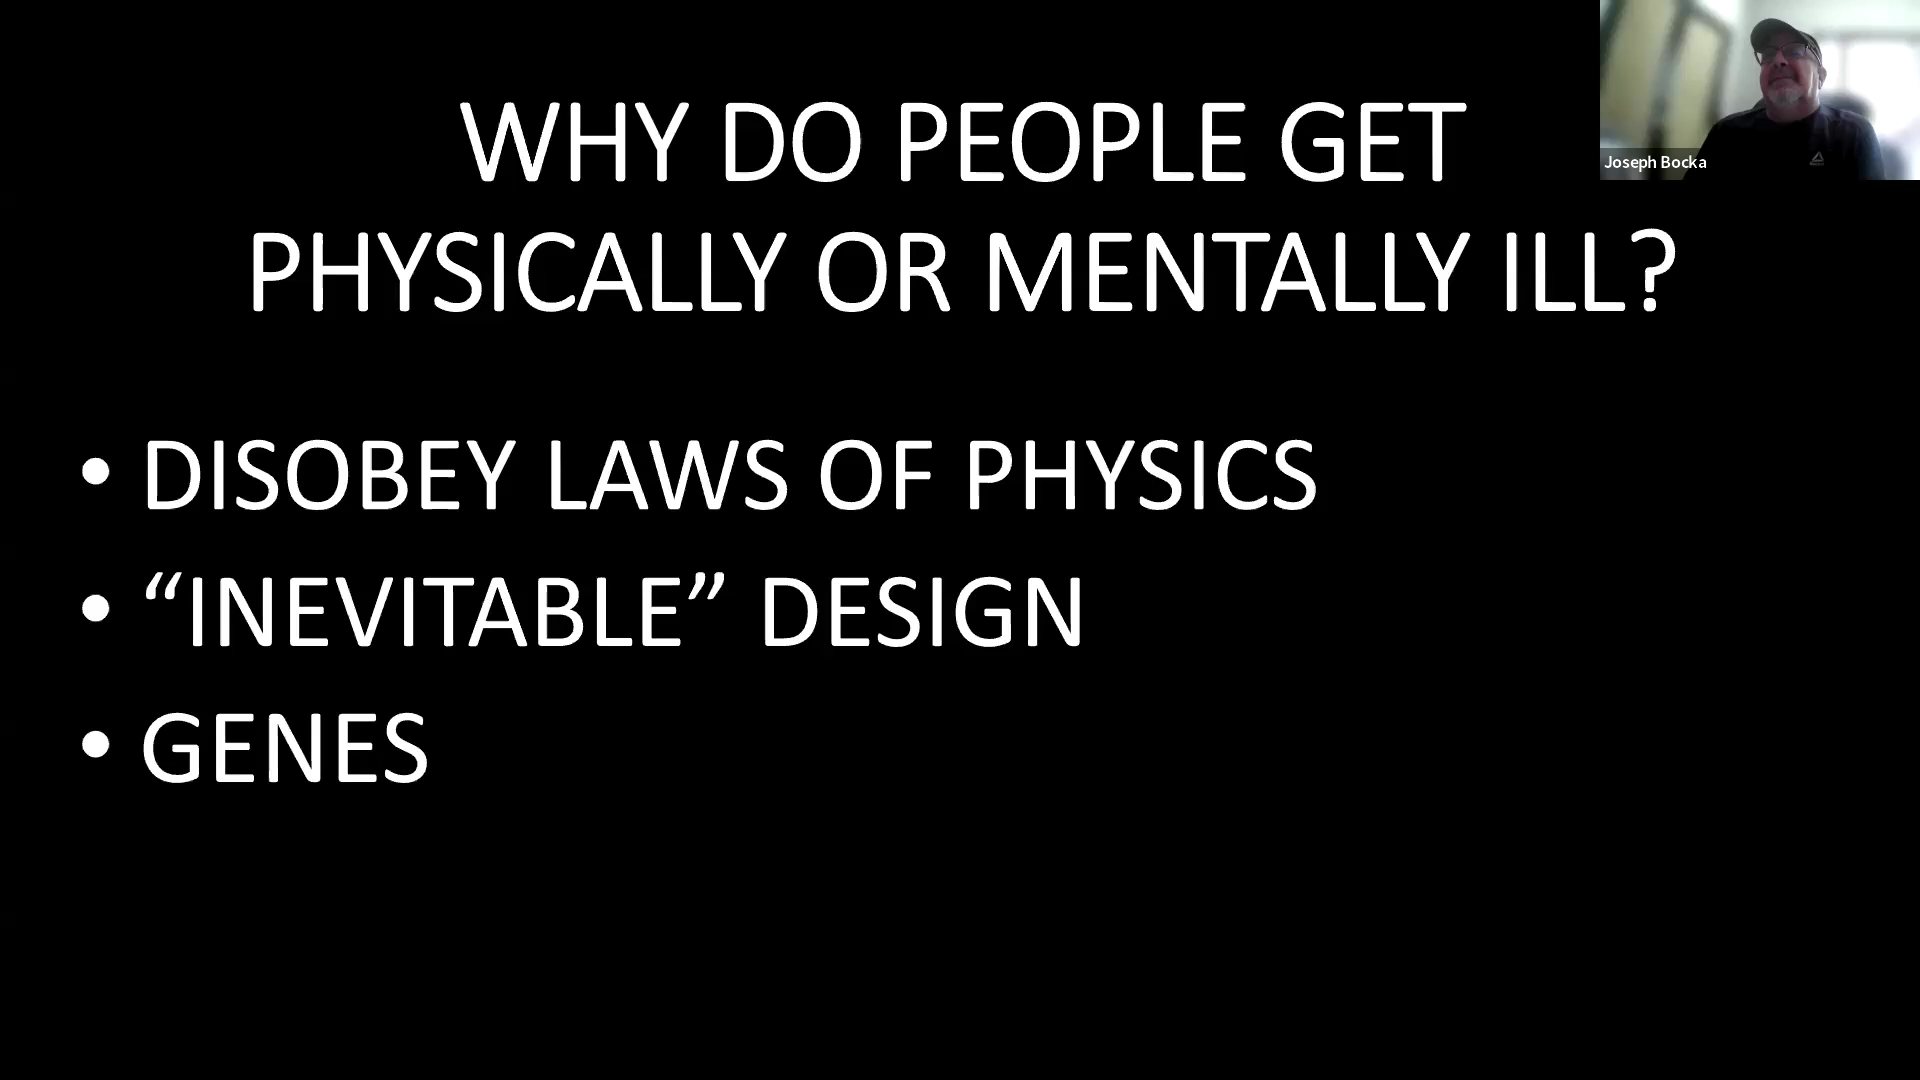 WHY DO PEOPLE GET
PHYSICALLY OR MENTALLY ILL?
Joseph Bocka
• DISOBEY LAWS OF PHYSICS
• “INEVITABLE” DESIGN
• GENES